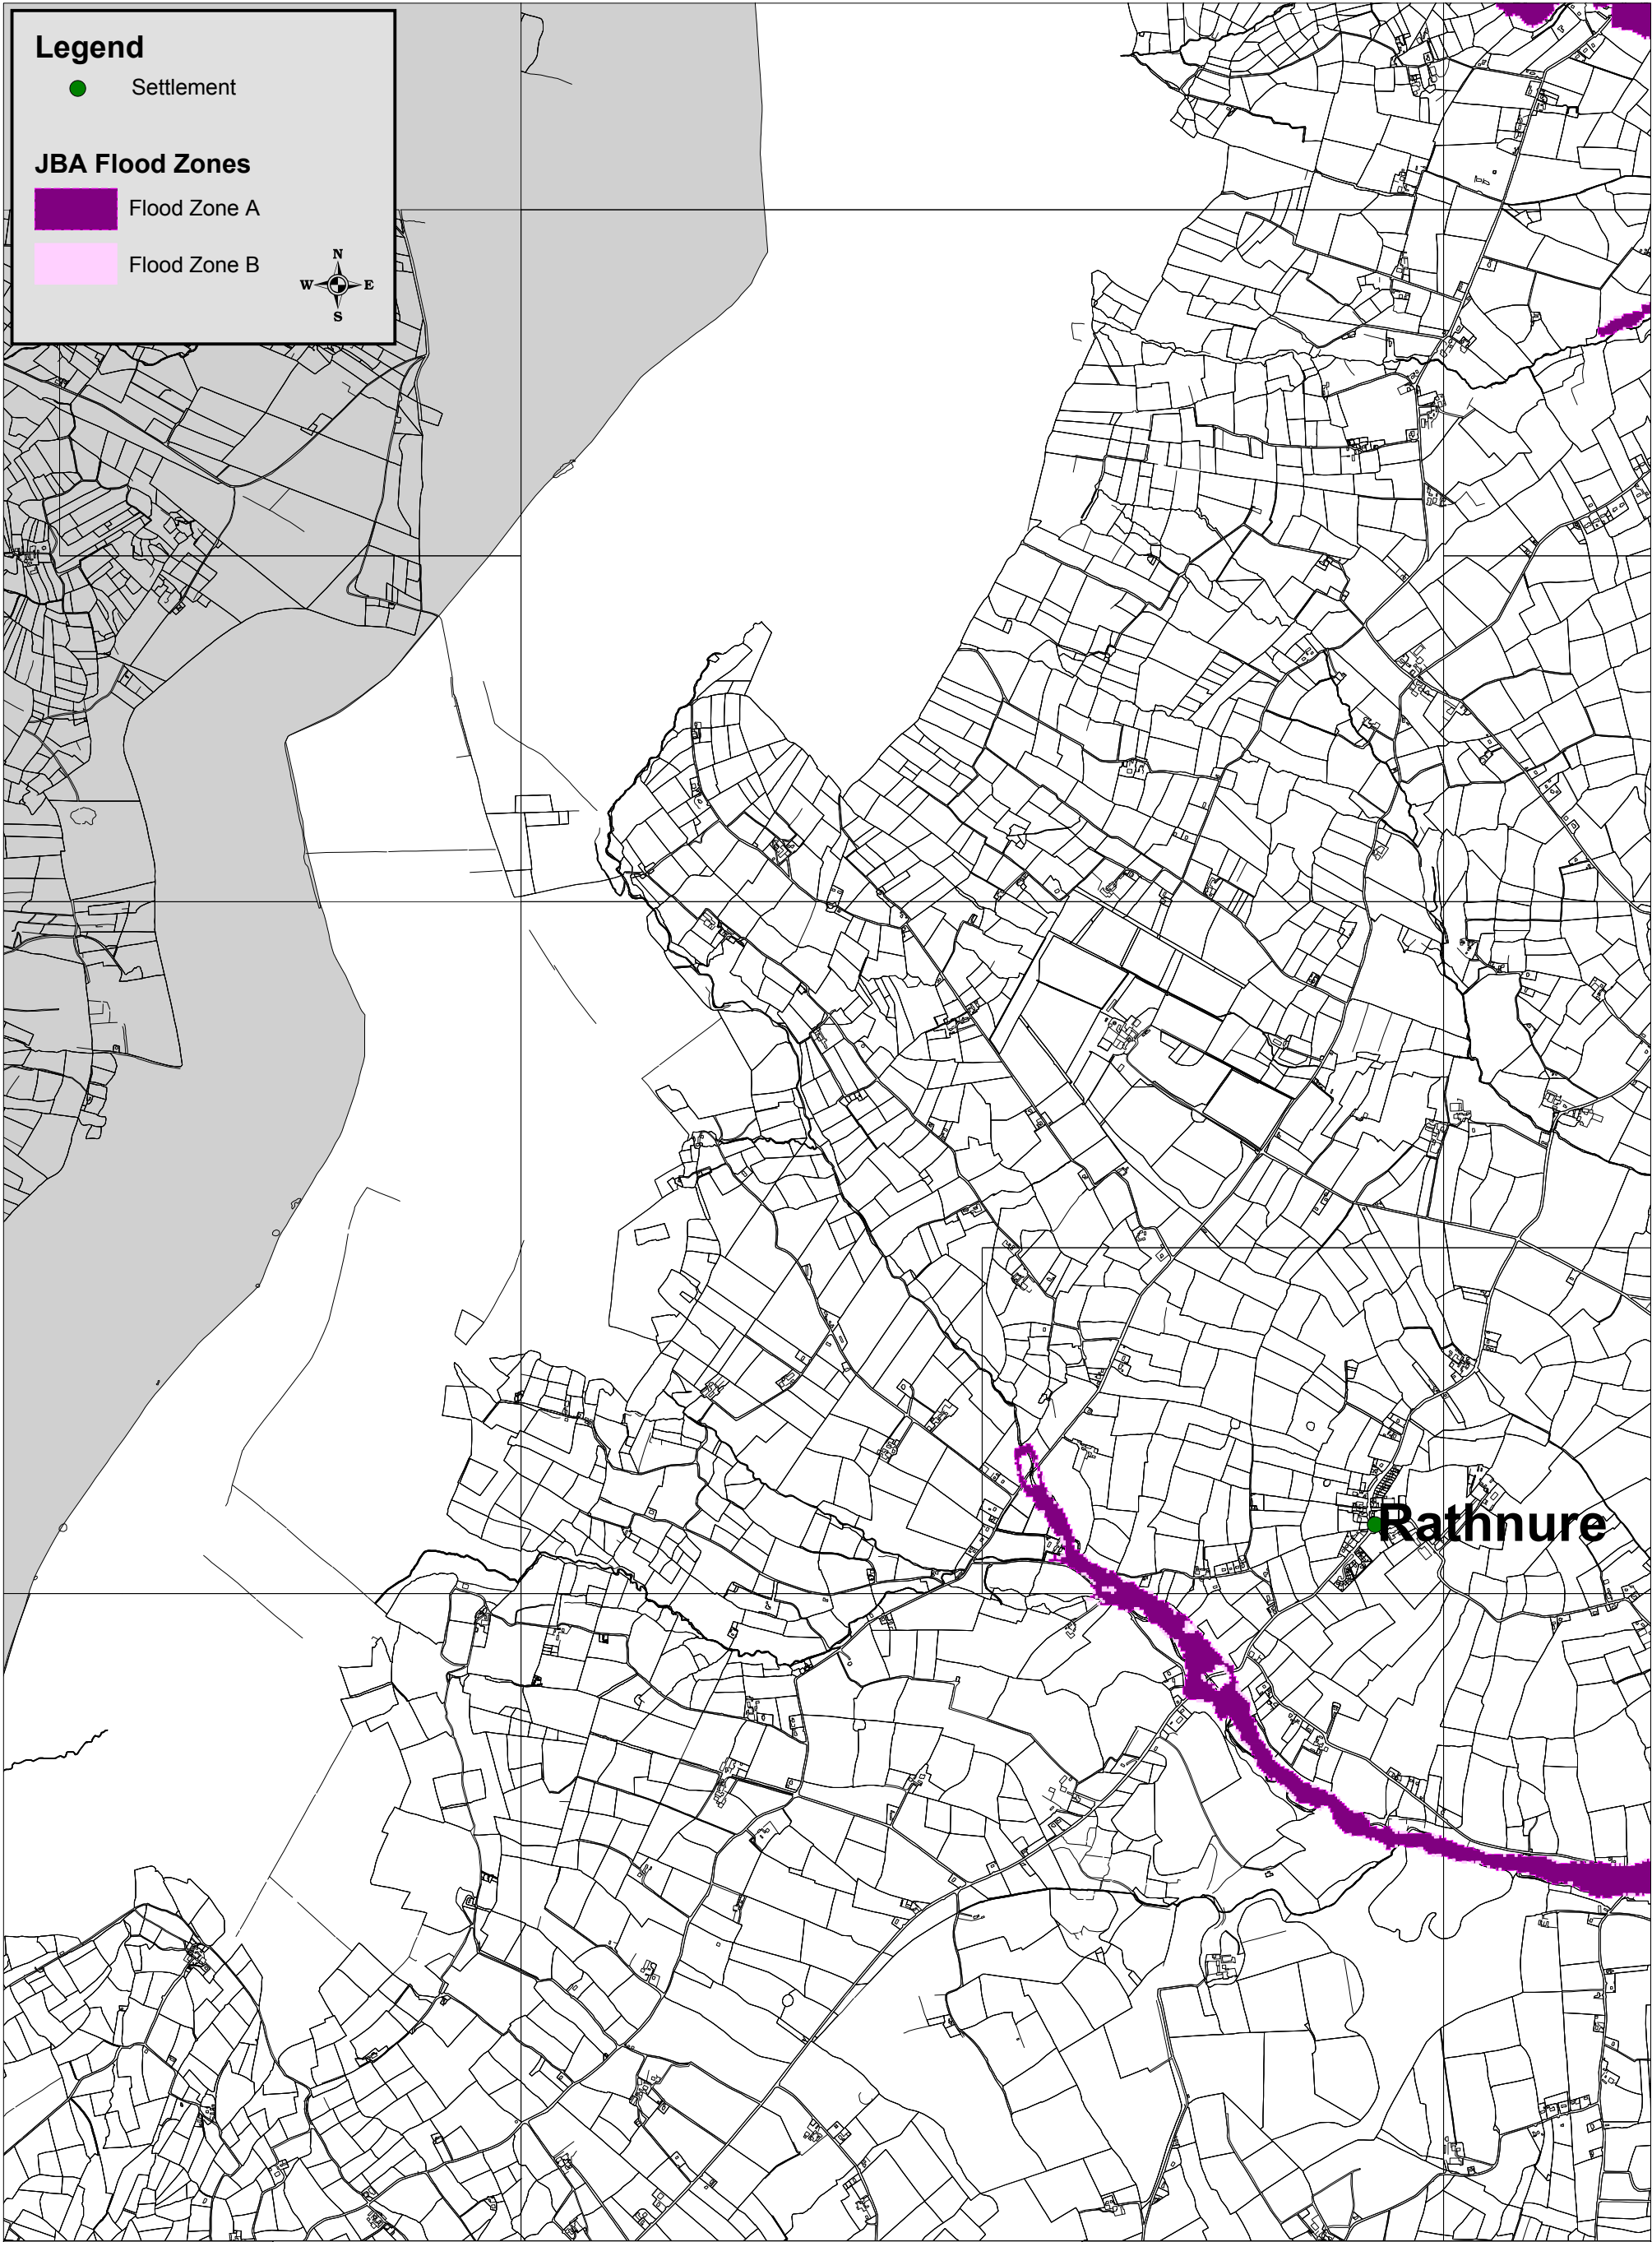 Legend
Settlement
JBA Flood Zones
Flood Zone A
Flood Zone B
N
W E
S
Rathnure